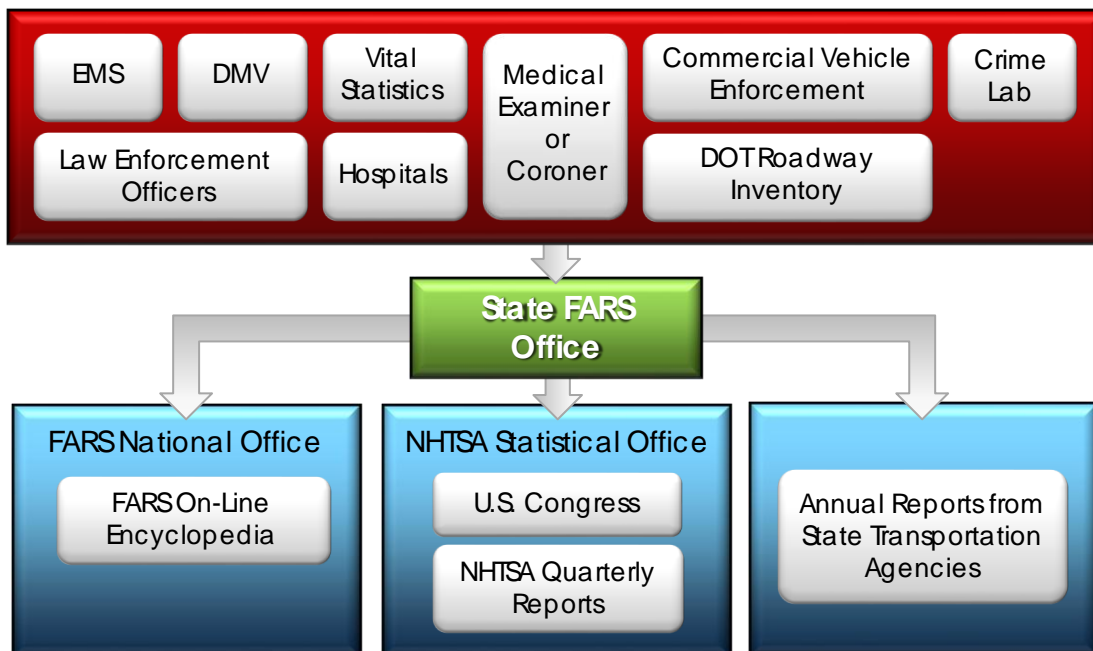 EMS
DMV
Vital
Statistics
Medical
Examiner
or
Coroner
Commercial Vehicle
Enforcement
Crime
Lab
Law Enforcement
Officers
Hospitals
DOT Roadway
Inventory
State FARS
Office
FARS National Office
FARS On-Line
Encyclopedia
NHTSA Statistical Office
U.S. Congress
NHTSA Quarterly
Reports
Annual Reports from
State Transportation
Agencies